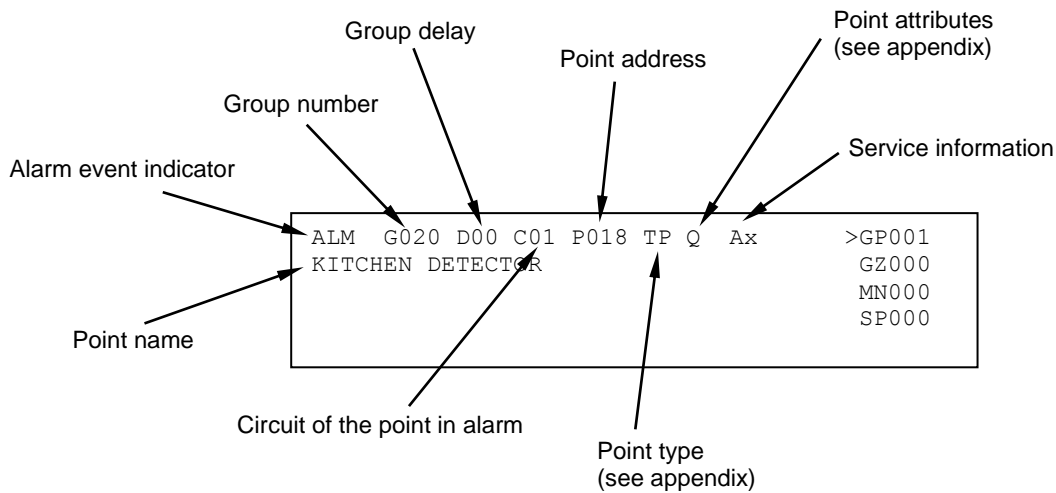 Point attributes
(see appendix)
Group delay
Point address
Group number
Service information
Alarm event indicator
ALM G020 D00 C01 P018 TP Q Ax >GP001
KITCHEN DETECTOR GZ000
MN000
SP000
Point name
Circuit of the point in alarm
Point type
(see appendix)